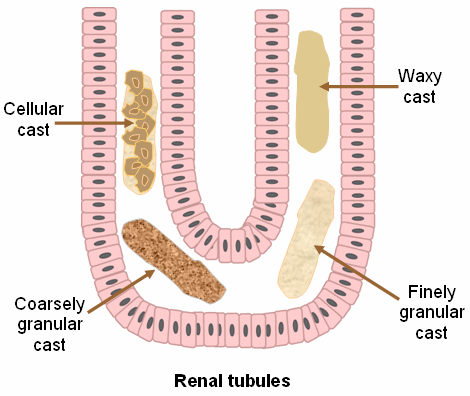 Cellular
cast
Waxy
cast
Coarsely
granular
cast
Finely
granular
cast
Renal tubules